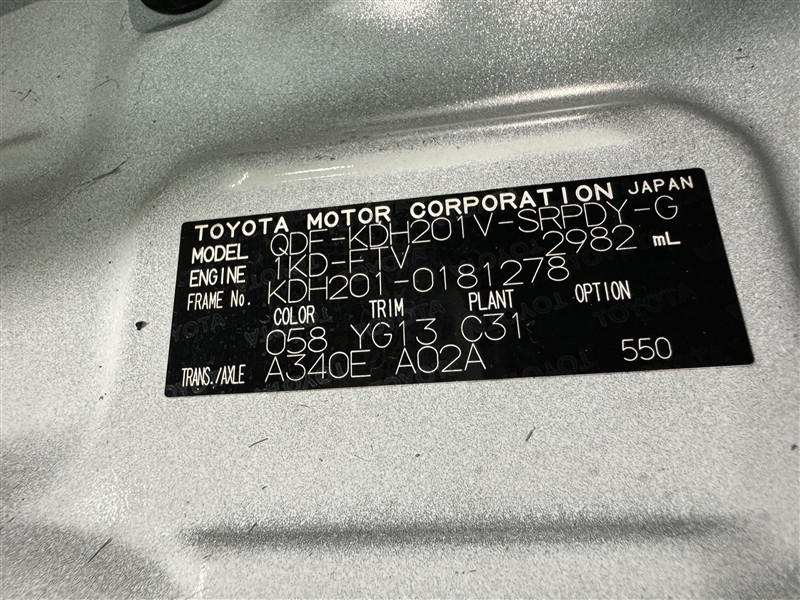 TOYOTA MOTOR CORPORATION JAPAN
MODEL QDF-KDH201V-SRPDY-G
ENGINE 1KD-FTV 2982 mL
FRAME No. KDH201-0181278
COLOR TRIM PLANT OPTION
058 YG13 C31
TRANS./AXLE A340E A02A 550